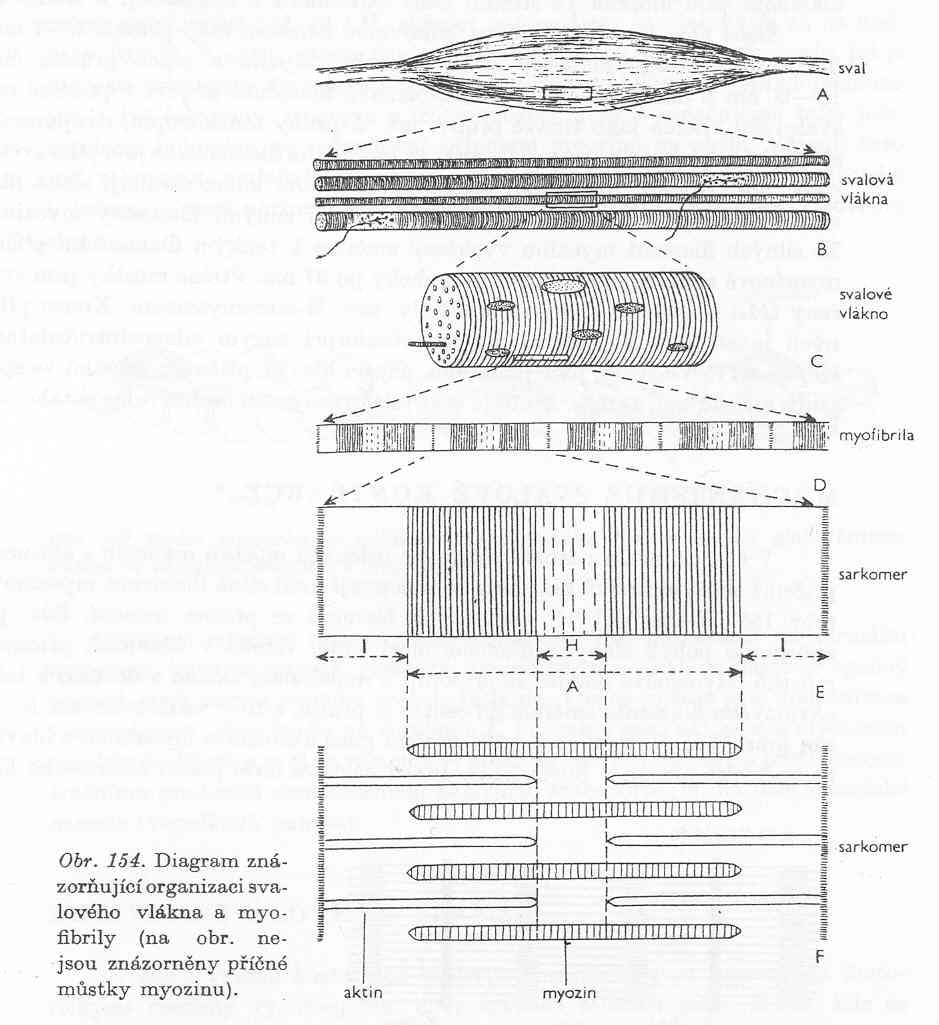 sval
A
svalová
vlákna
B
svalové
vlákno
C
myofibrila
D
sarkomer
I H I
A
E
sarkomer
Obr. 154. Diagram zná-
zorňující organizaci sva-
lového vlákna a myo-
fibrily (na obr. ne-
jsou znázorněny příčné
můstky myozinu).
F
aktin myozin